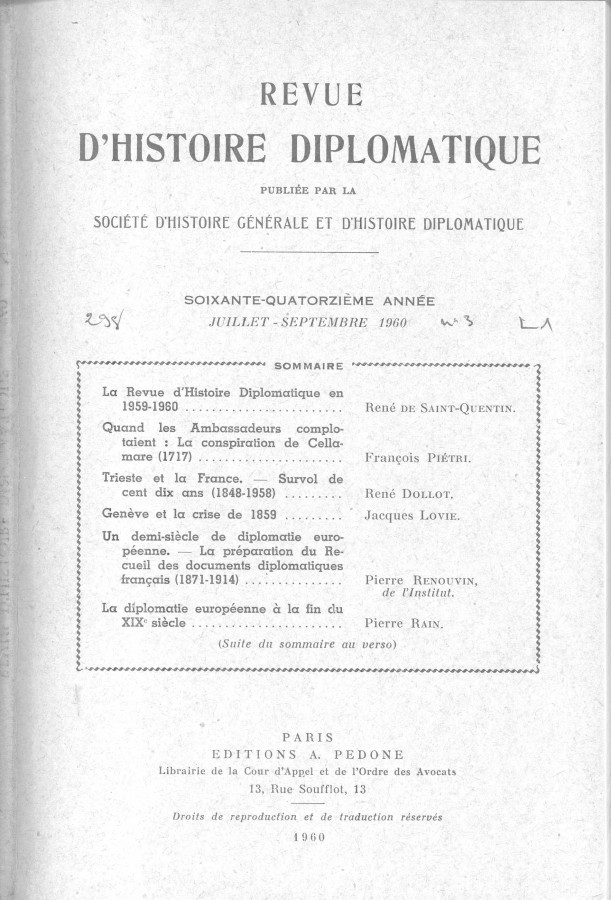 REVUE
D'HISTOIRE DIPLOMATIQUE
PUBLIÉE PAR LA
SOCIÉTÉ D'HISTOIRE GÉNÉRALE ET D'HISTOIRE DIPLOMATIQUE
SOIXANTE-QUATORZIÈME ANNÉE
298 JUILLET - SEPTEMBRE 1960 n° 3 L1
SOMMAIRE
La Revue d'Histoire Diplomatique en
1959-1960 ........................ René DE SAINT-QUENTIN.
Quand les Ambassadeurs complo-
taient : La conspiration de Cella-
mare (1717) ...................... François PIÉTRI.
Trieste et la France. — Survol de
cent dix ans (1848-1958) ......... René DOLLOT.
Genève et la crise de 1859 ......... Jacques LOVIE.
Un demi-siècle de diplomatie euro-
péenne. — La préparation du Re-
cueil des documents diplomatiques
français (1871-1914) ............... Pierre RENOUVIN,
de l'Institut.
La diplomatie européenne à la fin du
XIXe siècle ....................... Pierre RAIN.
(Suite du sommaire au verso)
PARIS
EDITIONS A. PEDONE
Librairie de la Cour d'Appel et de l'Ordre des Avocats
13, Rue Soufflot, 13
Droits de reproduction et de traduction réservés
1960